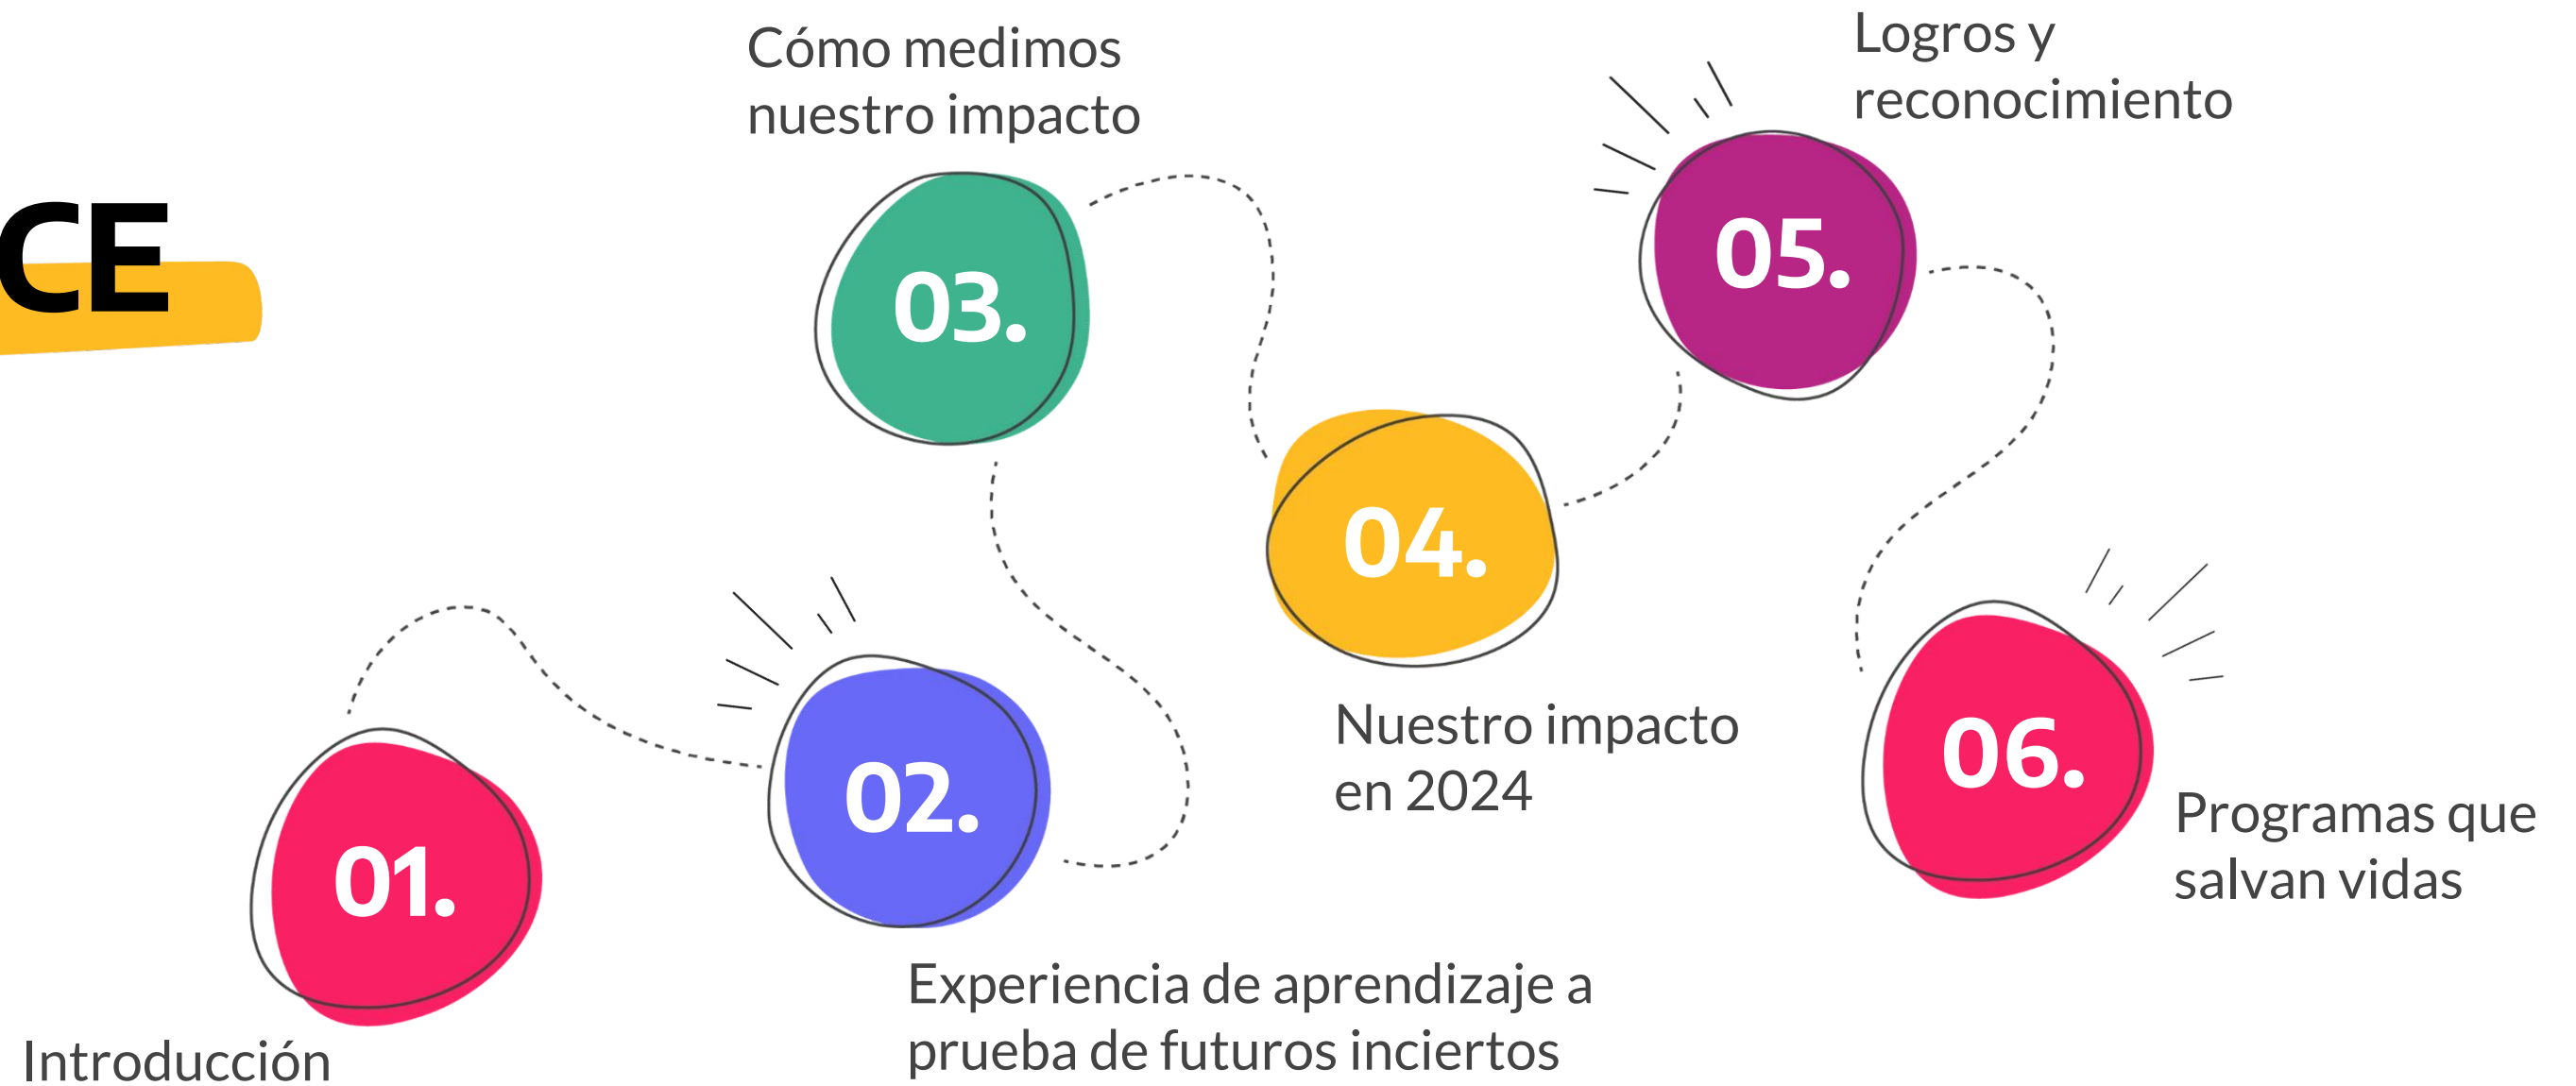 CE
01.
Introducción
02.
Experiencia de aprendizaje a
prueba de futuros inciertos
03.
Cómo medimos
nuestro impacto
04.
Nuestro impacto
en 2024
05.
Logros y
reconocimiento
06.
Programas que
salvan vidas